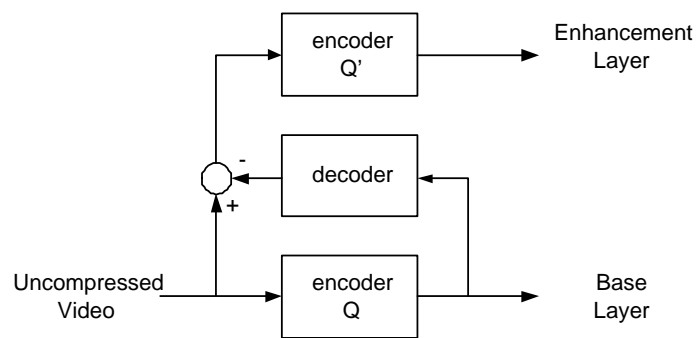 encoder
Q'
Enhancement
Layer
-
decoder
+
Uncompressed
Video
encoder
Q
Base
Layer